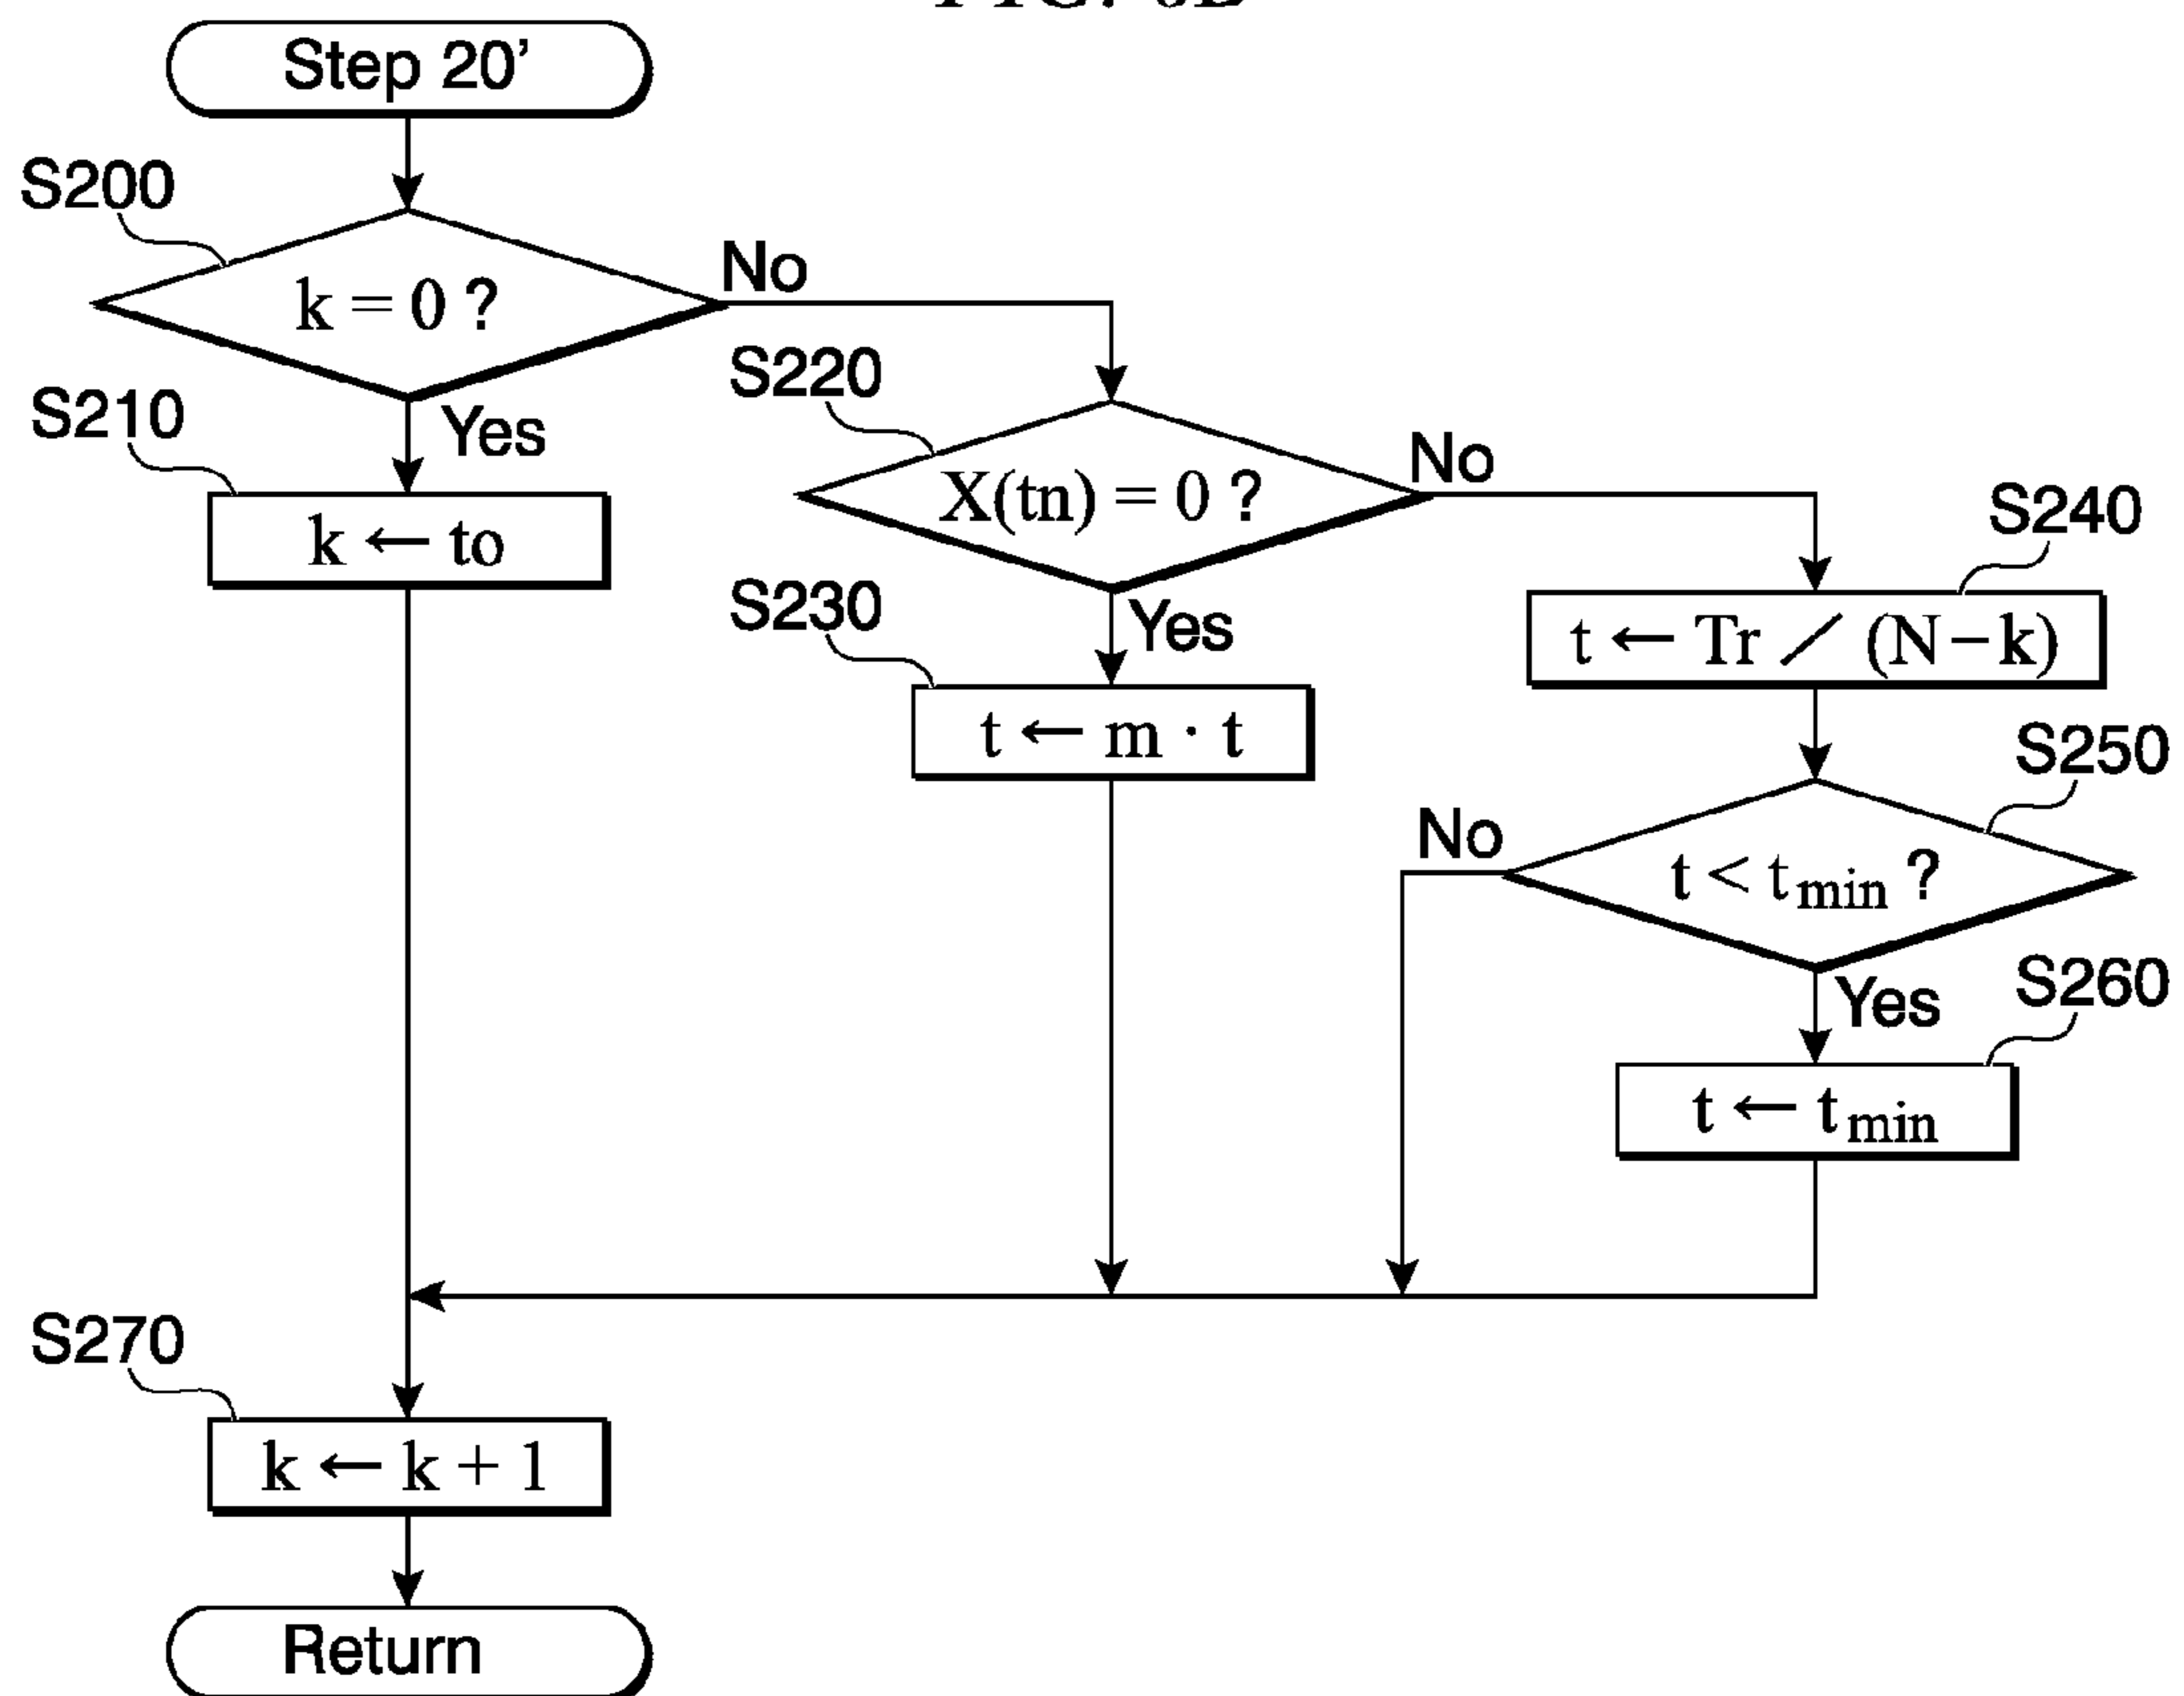 Step 20'
S200
k = 0 ?
No
Yes
S210
k ← to
S220
X(tn) = 0 ?
No
Yes
S230
t ← m · t
S240
t ← Tr ／ (N − k)
S250
t < tmin ?
No
Yes
S260
t ← tmin
S270
k ← k + 1
Return